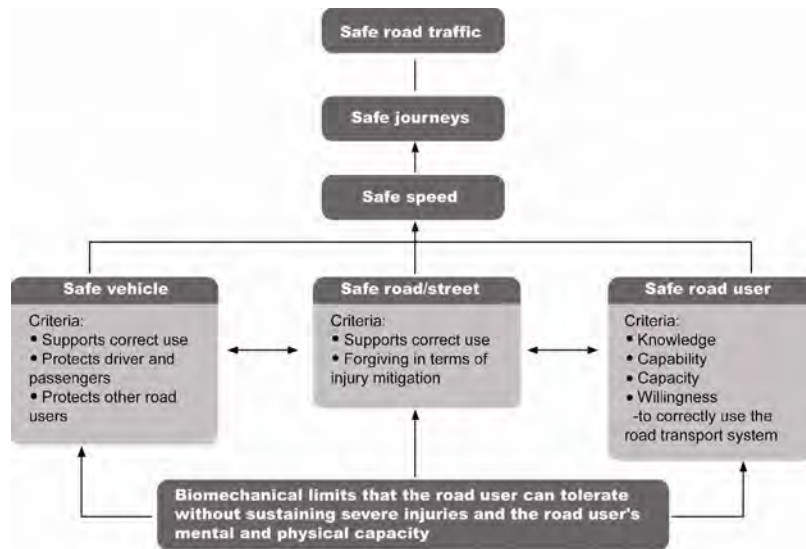 Safe road traffic
Safe journeys
Safe speed
Safe vehicle
Criteria:
• Supports correct use
• Protects driver and
passengers
• Protects other road
users
Safe road/street
Criteria:
• Supports correct use
• Forgiving in terms of
injury mitigation
Safe road user
Criteria:
• Knowledge
• Capability
• Capacity
• Willingness
-to correctly use the
road transport system
Biomechanical limits that the road user can tolerate
without sustaining severe injuries and the road user's
mental and physical capacity